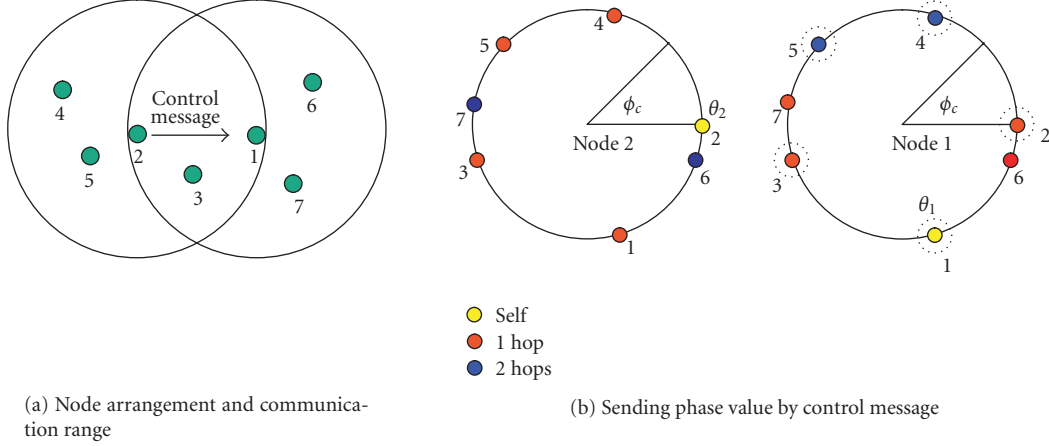 4
2
5
Control
message
3
1
6
7
(a) Node arrangement and communica-
tion range
4
5
7
3
ϕc
θ2
2
Node 2
6
1
5
4
7
3
ϕc
2
Node 1
6
θ1
1
Self
1 hop
2 hops
(b) Sending phase value by control message